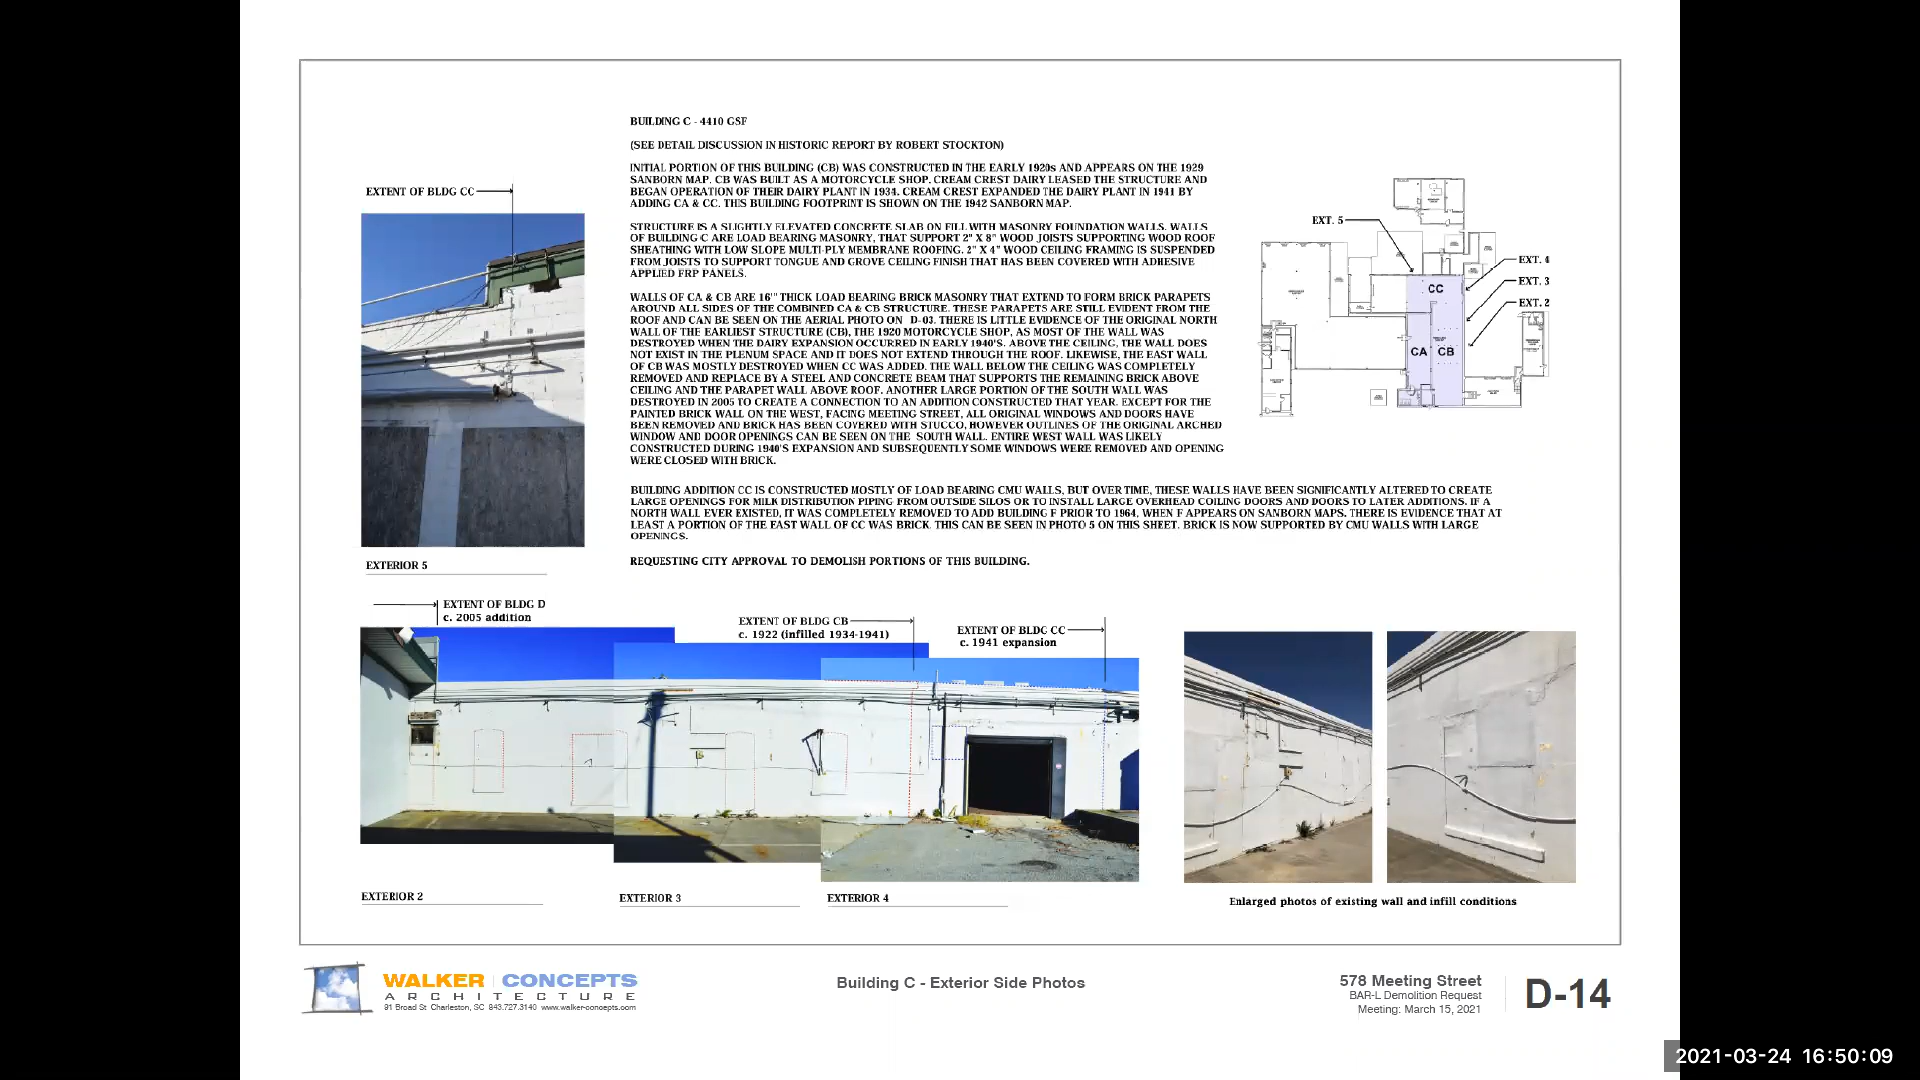 BUILDING C - 4410 GSF
(SEE DETAIL DISCUSSION IN HISTORIC REPORT BY ROBERT STOCKTON)
INITIAL PORTION OF THIS BUILDING (CB) WAS CONSTRUCTED IN THE EARLY 1920s AND APPEARS ON THE 1929
SANBORN MAP. CB WAS BUILT AS A MOTORCYCLE SHOP. CREAM CREST DAIRY LEASED THE STRUCTURE AND
BEGAN OPERATION OF THEIR DAIRY PLANT IN 1934. CREAM CREST EXPANDED THE DAIRY PLANT IN 1941 BY
ADDING CA & CC. THIS BUILDING FOOTPRINT IS SHOWN ON THE 1942 SANBORN MAP.
STRUCTURE IS A SLIGHTLY ELEVATED CONCRETE SLAB ON FILL WITH MASONRY FOUNDATION WALLS. WALLS
OF BUILDING C ARE LOAD BEARING MASONRY, THAT SUPPORT 2" X 8" WOOD JOISTS SUPPORTING WOOD ROOF
SHEATHING WITH LOW SLOPE MULTI-PLY MEMBRANE ROOFING. 2" X 4" WOOD CEILING FRAMING IS SUSPENDED
FROM JOISTS TO SUPPORT TONGUE AND GROVE CEILING FINISH THAT HAS BEEN COVERED WITH ADHESIVE
APPLIED FRP PANELS.
WALLS OF CA & CB ARE 16"' THICK LOAD BEARING BRICK MASONRY THAT EXTEND TO FORM BRICK PARAPETS
AROUND ALL SIDES OF THE COMBINED CA & CB STRUCTURE. THESE PARAPETS ARE STILL EVIDENT FROM THE
ROOF AND CAN BE SEEN ON THE AERIAL PHOTO ON D-03. THERE IS LITTLE EVIDENCE OF THE ORIGINAL NORTH
WALL OF THE EARLIEST STRUCTURE (CB), THE 1920 MOTORCYCLE SHOP, AS MOST OF THE WALL WAS
DESTROYED WHEN THE DAIRY EXPANSION OCCURRED IN EARLY 1940'S. ABOVE THE CEILING, THE WALL DOES
NOT EXIST IN THE PLENUM SPACE AND IT DOES NOT EXTEND THROUGH THE ROOF. LIKEWISE, THE EAST WALL
OF CB WAS MOSTLY DESTROYED WHEN CC WAS ADDED. THE WALL BELOW THE CEILING WAS COMPLETELY
REMOVED AND REPLACE BY A STEEL AND CONCRETE BEAM THAT SUPPORTS THE REMAINING BRICK ABOVE
CEILING AND THE PARAPET WALL ABOVE ROOF. ANOTHER LARGE PORTION OF THE SOUTH WALL WAS
DESTROYED IN 2005 TO CREATE A CONNECTION TO AN ADDITION CONSTRUCTED THAT YEAR. EXCEPT FOR THE
PAINTED BRICK WALL ON THE WEST, FACING MEETING STREET, ALL ORIGINAL WINDOWS AND DOORS HAVE
BEEN REMOVED AND BRICK HAS BEEN COVERED WITH STUCCO, HOWEVER OUTLINES OF THE ORIGINAL ARCHED
WINDOW AND DOOR OPENINGS CAN BE SEEN ON THE SOUTH WALL. ENTIRE WEST WALL WAS LIKELY
CONSTRUCTED DURING 1940'S EXPANSION AND SUBSEQUENTLY SOME WINDOWS WERE REMOVED AND OPENING
WERE CLOSED WITH BRICK.
BUILDING ADDITION CC IS CONSTRUCTED MOSTLY OF LOAD BEARING CMU WALLS, BUT OVER TIME, THESE WALLS HAVE BEEN SIGNIFICANTLY ALTERED TO CREATE
LARGE OPENINGS FOR MILK DISTRIBUTION PIPING FROM OUTSIDE SILOS OR TO INSTALL LARGE OVERHEAD COILING DOORS AND DOORS TO LATER ADDITIONS. IF A
NORTH WALL EVER EXISTED, IT WAS COMPLETELY REMOVED TO ADD BUILDING F PRIOR TO 1964, WHEN F APPEARS ON SANBORN MAPS. THERE IS EVIDENCE THAT AT
LEAST A PORTION OF THE EAST WALL OF CC WAS BRICK. THIS CAN BE SEEN IN PHOTO 5 ON THIS SHEET. BRICK IS NOW SUPPORTED BY CMU WALLS WITH LARGE
OPENINGS.
REQUESTING CITY APPROVAL TO DEMOLISH PORTIONS OF THIS BUILDING.
EXTENT OF BLDG CC
EXTERIOR 5
EXT. 5
EXT. 4
EXT. 3
EXT. 2
CC
CA
CB
EXTENT OF BLDG D
c. 2005 addition
EXTENT OF BLDG CB
c. 1922 (infilled 1934-1941)
EXTENT OF BLDG CC
c. 1941 expansion
EXTERIOR 2
EXTERIOR 3
EXTERIOR 4
Enlarged photos of existing wall and infill conditions
WALKER CONCEPTS
ARCHITECTURE
91 Broad St Charleston, SC 843.727.3140 www.walker-concepts.com
Building C - Exterior Side Photos
578 Meeting Street
BAR-L Demolition Request
Meeting: March 15, 2021
D-14
2021-03-24 16:50:09